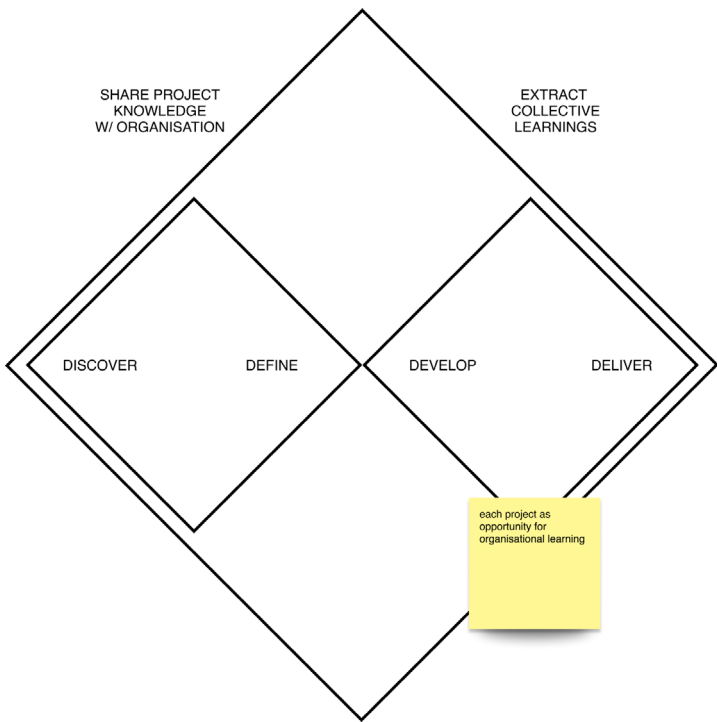 SHARE PROJECT
KNOWLEDGE
W/ ORGANISATION
EXTRACT
COLLECTIVE
LEARNINGS
DISCOVER
DEFINE
DEVELOP
DELIVER
each project as
opportunity for
organisational learning